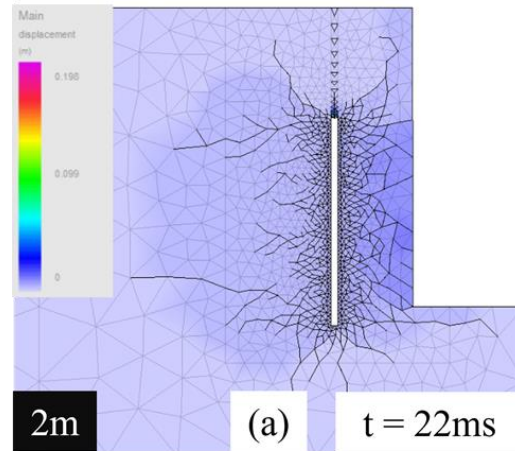 Main
displacement
(m)
0.198
0.099
0
2m
(a)
t = 22ms